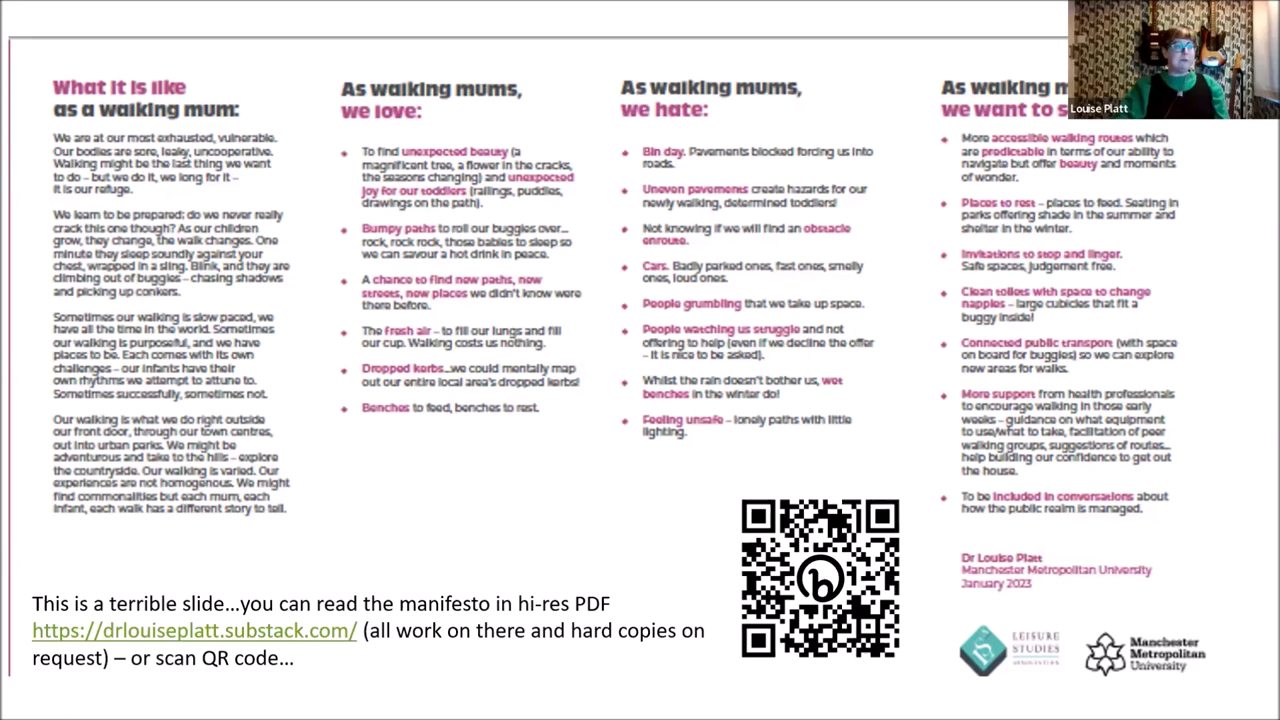 What it is like
as a walking mum:
We are at our most exhausted, vulnerable.
Our bodies are sore, leaky, uncooperative.
Walking might be the last thing we want
to do – but we do it, we long for it –
it is our refuge.
We learn to be prepared; do we never really
crack this one though? As our children
grow, they change, the walk changes. One
minute they sleep soundly against your
chest, wrapped in a sling. Blink, and they are
climbing out of buggies – chasing shadows
and picking up conkers.
Sometimes our walking is slow paced, we
have all the time in the world. Sometimes
our walking is purposeful, and we have
places to be. Each comes with its own
challenges – our infants have their
own rhythms we attempt to attune to.
Sometimes successfully, sometimes not.
Our walking is what we do right outside
our front door, through our town centres,
out into urban parks. We might be
adventurous and take to the hills – explore
the countryside. Our walking is varied. Our
experiences are not homogenous. We might
find commonalities but each mum, each
infant, each walk has a different story to tell.
As walking mums,
we love:
To find unexpected beauty (a
magnificent tree, a flower in the cracks,
the seasons changing) and unexpected
joy for our toddlers (railings, puddles,
drawings on the path).
Bumpy paths to roll our buggies over...
rock, rock rock, those babies to sleep so
we can savour a hot drink in peace.
A chance to find new paths, new
streets, new places we didn't know were
there before.
The fresh air – to fill our lungs and fill
our cup. Walking costs us nothing.
Dropped kerbs...we could mentally map
out our entire local area's dropped kerbs!
Benches to feed, benches to rest.
As walking mums,
we hate:
Bin day. Pavements blocked forcing us into
roads.
Uneven pavements create hazards for our
newly walking, determined toddlers!
Not knowing if we will find an obstacle
enroute.
Cars. Badly parked ones, fast ones, smelly
ones, loud ones.
People grumbling that we take up space.
People watching us struggle and not
offering to help (even if we decline the offer
– it is nice to be asked).
Whilst the rain doesn't bother us, wet
benches in the winter do!
Feeling unsafe – lonely paths with little
lighting.
As walking
we want to
More accessible walking routes which
are predictable in terms of our ability to
navigate but offer beauty and moments
of wonder.
Places to rest – places to feed. Seating in
parks offering shade in the summer and
shelter in the winter.
Invitations to stop and linger.
Safe spaces, judgement free.
Clean toilets with space to change
nappies – large cubicles that fit a
buggy inside!
Connected public transport (with space
on board for buggies) so we can explore
new areas for walks.
More support from health professionals
to encourage walking in those early
weeks – guidance on what equipment
to use/what to take, facilitation of peer
walking groups, suggestions of routes...
help building our confidence to get out
the house.
To be included in conversations about
how the public realm is managed.
Dr Louise Platt
Manchester Metropolitan University
January 2023
Louise Platt
This is a terrible slide...you can read the manifesto in hi-res PDF
https://drlouiseplatt.substack.com/ (all work on there and hard copies on
request) – or scan QR code...
LEISURE
STUDIES
ASSOCIATION
Manchester
Metropolitan
University